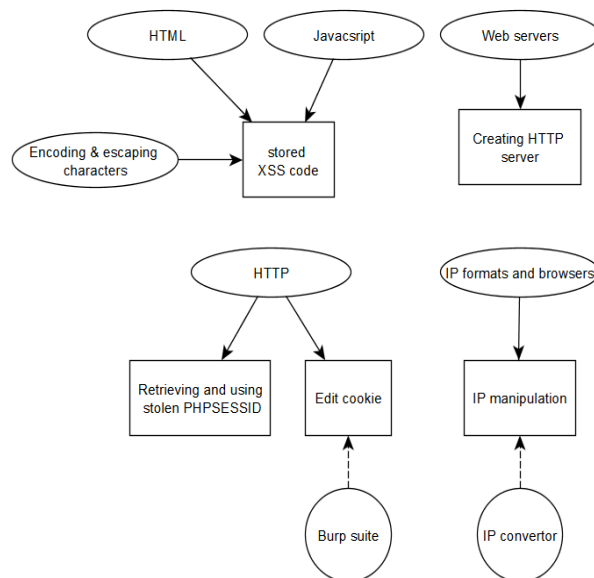 HTML
Javacsript
Web servers
Encoding & escaping
characters
stored
XSS code
Creating HTTP
server
HTTP
IP formats and browsers
Retrieving and using
stolen PHPSESSID
Edit cookie
IP manipulation
Burp suite
IP convertor